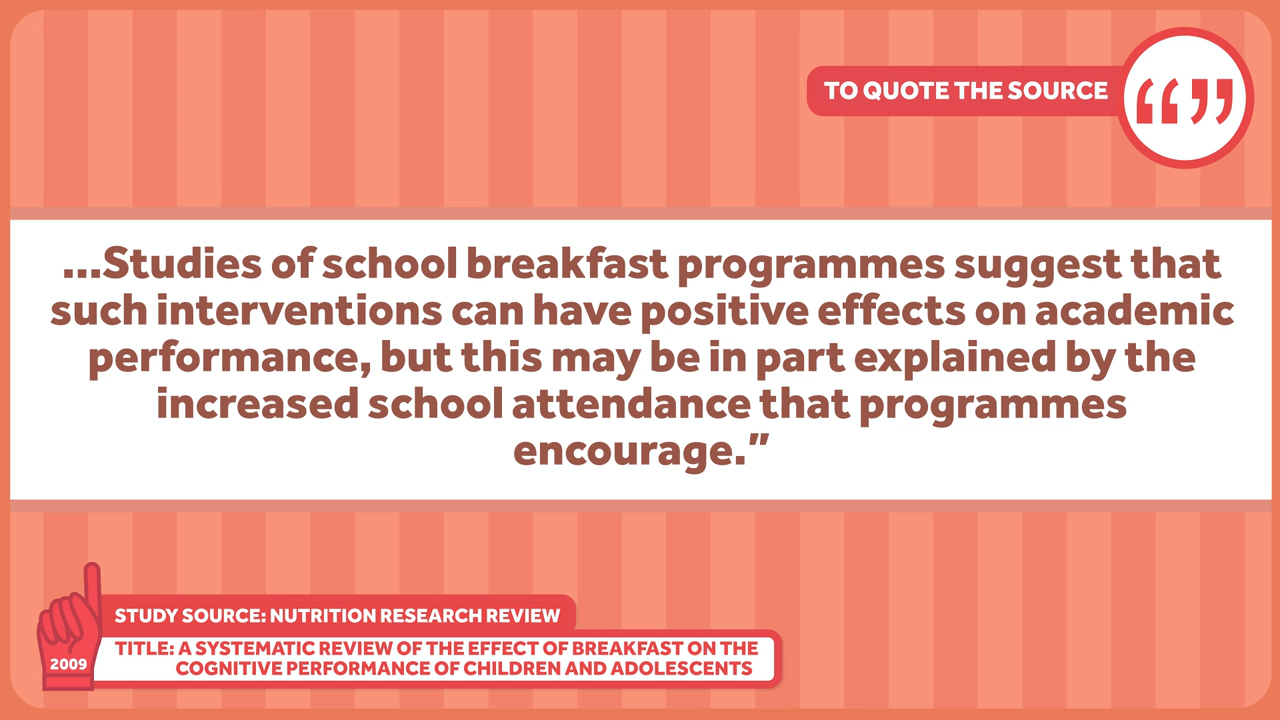 TO QUOTE THE SOURCE
“”
...Studies of school breakfast programmes suggest that
such interventions can have positive effects on academic
performance, but this may be in part explained by the
increased school attendance that programmes
encourage.”
STUDY SOURCE: NUTRITION RESEARCH REVIEW
TITLE: A SYSTEMATIC REVIEW OF THE EFFECT OF BREAKFAST ON THE
COGNITIVE PERFORMANCE OF CHILDREN AND ADOLESCENTS
2009